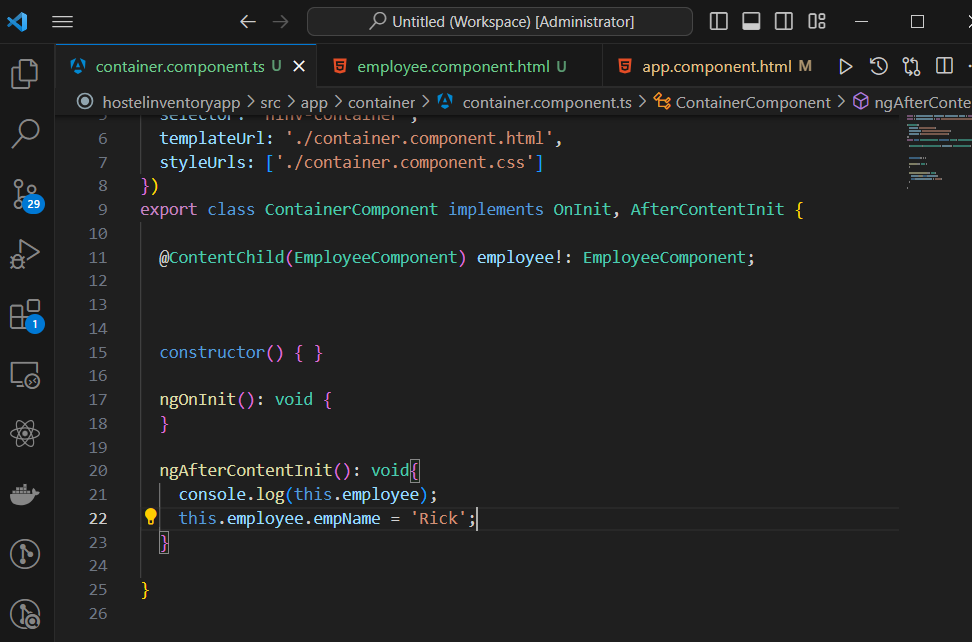 Untitled (Workspace) [Administrator]
container.component.ts U
employee.component.html U
app.component.html M
hostelinventoryapp > src > app > container > container.component.ts > ContainerComponent > ngAfterConte
5 selector: 'hinv-container',
6 templateUrl: './container.component.html',
7 styleUrls: ['./container.component.css']
8 })
9 export class ContainerComponent implements OnInit, AfterContentInit {
10
11 @ContentChild(EmployeeComponent) employee!: EmployeeComponent;
12
13
14
15 constructor() { }
16
17 ngOnInit(): void {
18 }
19
20 ngAfterContentInit(): void{
21 console.log(this.employee);
22 this.employee.empName = 'Rick';
23 }
24
25 }
26
29
1